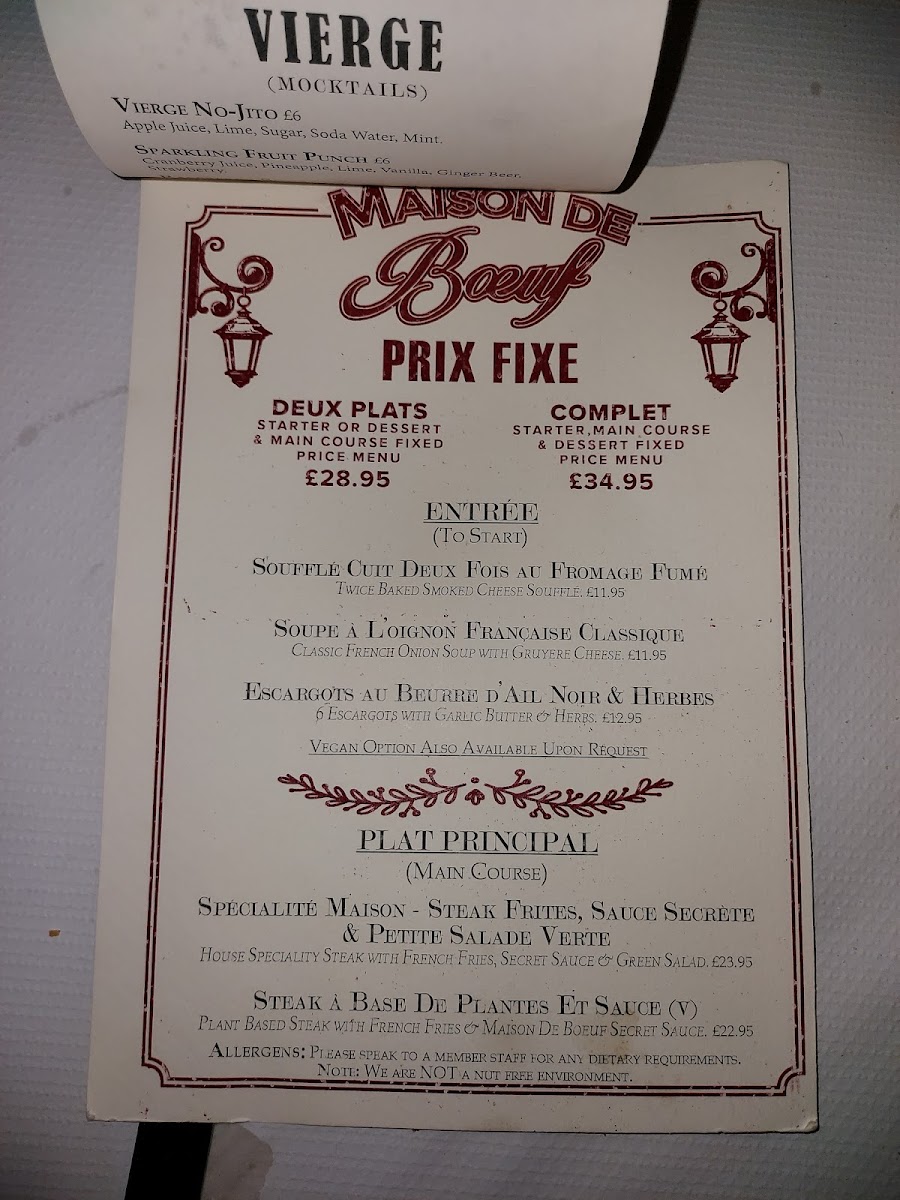 VIERGE
(MOCKTAILS)
VIERGE NO-JITO £6
Apple Juice, Lime, Sugar, Soda Water, Mint.
SPARKLING FRUIT PUNCH £6
Cranberry Juice, Pineapple, Lime, Vanilla, Ginger Beer,
Strawberry.
MAISON DE
Bœuf
PRIX FIXE
DEUX PLATS
STARTER OR DESSERT
& MAIN COURSE FIXED
PRICE MENU
£28.95
COMPLET
STARTER, MAIN COURSE
& DESSERT FIXED
PRICE MENU
£34.95
ENTRÉE
(TO START)
SOUFFLÉ CUIT DEUX FOIS AU FROMAGE FUMÉ
TWICE BAKED SMOKED CHEESE SOUFFLE. £11.95
SOUPE À L'OIGNON FRANÇAISE CLASSIQUE
CLASSIC FRENCH ONION SOUP WITH GRUYERE CHEESE. £11.95
ESCARGOTS AU BEURRE D'AIL NOIR & HERBES
6 ESCARGOTS WITH GARLIC BUTTER & HERBS. £12.95
VEGAN OPTION ALSO AVAILABLE UPON REQUEST
PLAT PRINCIPAL
(MAIN COURSE)
SPÉCIALITÉ MAISON - STEAK FRITES, SAUCE SECRÈTE
& PETITE SALADE VERTE
HOUSE SPECIALITY STEAK WITH FRENCH FRIES, SECRET SAUCE & GREEN SALAD. £23.95
STEAK À BASE DE PLANTES ET SAUCE (V)
PLANT BASED STEAK WITH FRENCH FRIES & MAISON DE BOEUF SECRET SAUCE. £22.95
ALLERGENS: PLEASE SPEAK TO A MEMBER STAFF FOR ANY DIETARY REQUIREMENTS.
NOTE: WE ARE NOT A NUT FREE ENVIRONMENT.